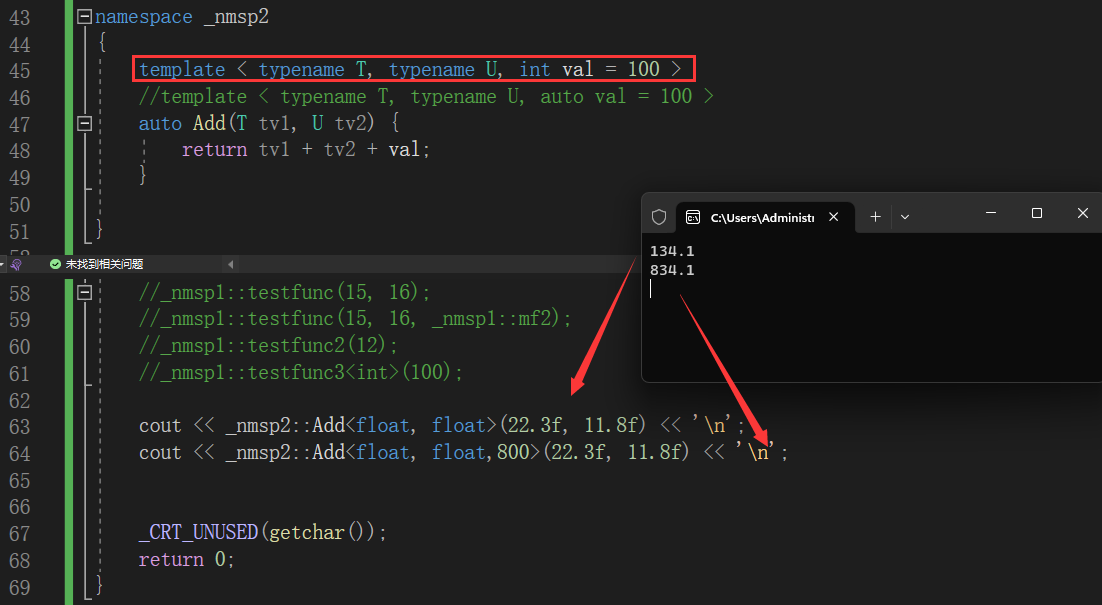 43 namespace _nmsp2
44 {
45 template < typename T, typename U, int val = 100 >
46 //template < typename T, typename U, auto val = 100 >
47 auto Add(T tv1, U tv2) {
48 return tv1 + tv2 + val;
49 }
50
51 }
未找到相关问题
58 //_nmsp1::testfunc(15, 16);
59 //_nmsp1::testfunc(15, 16, _nmsp1::mf2);
60 //_nmsp1::testfunc2(12);
61 //_nmsp1::testfunc3<int>(100);
62
63 cout << _nmsp2::Add<float, float>(22.3f, 11.8f) << '\n';
64 cout << _nmsp2::Add<float, float,800>(22.3f, 11.8f) << '\n';
65
66
67 _CRT_UNUSED(getchar());
68 return 0;
69 }
C:\Users\Administr
134.1
834.1